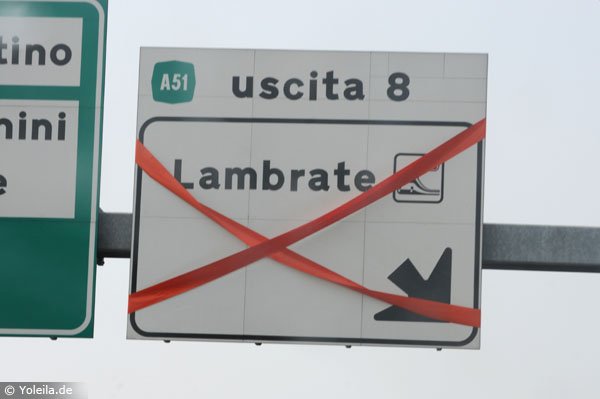 tino
nini
e
A51 uscita 8
Lambrate
© Yoleila.de